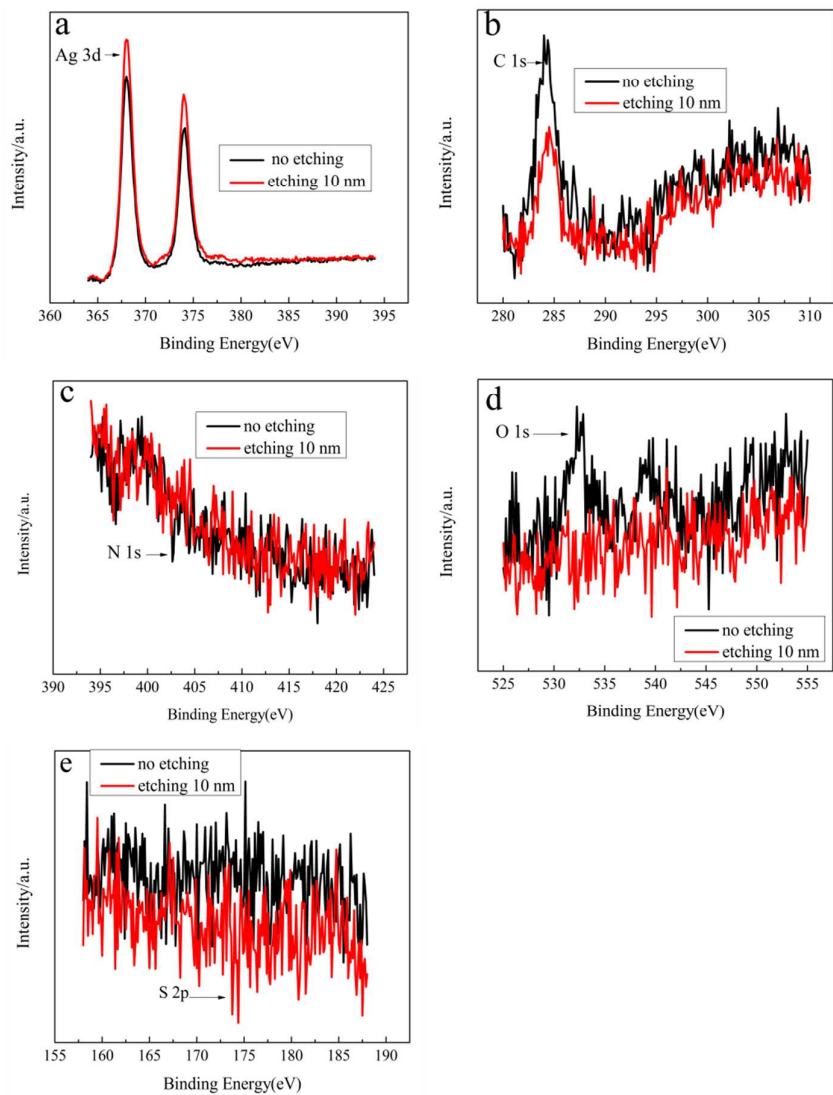 a
Ag 3d
no etching
etching 10 nm
Intensity/a.u.
360 365 370 375 380 385 390 395
Binding Energy(eV)
b
C 1s
no etching
etching 10 nm
Intensity/a.u.
280 285 290 295 300 305 310
Binding Energy(eV)
c
no etching
etching 10 nm
N 1s
Intensity/a.u.
390 395 400 405 410 415 420 425
Binding Energy(eV)
d
O 1s
no etching
etching 10 nm
Intensity/a.u.
525 530 535 540 545 550 555
Binding Energy(eV)
e
no etching
etching 10 nm
S 2p
Intensity/a.u.
155 160 165 170 175 180 185 190
Binding Energy(eV)